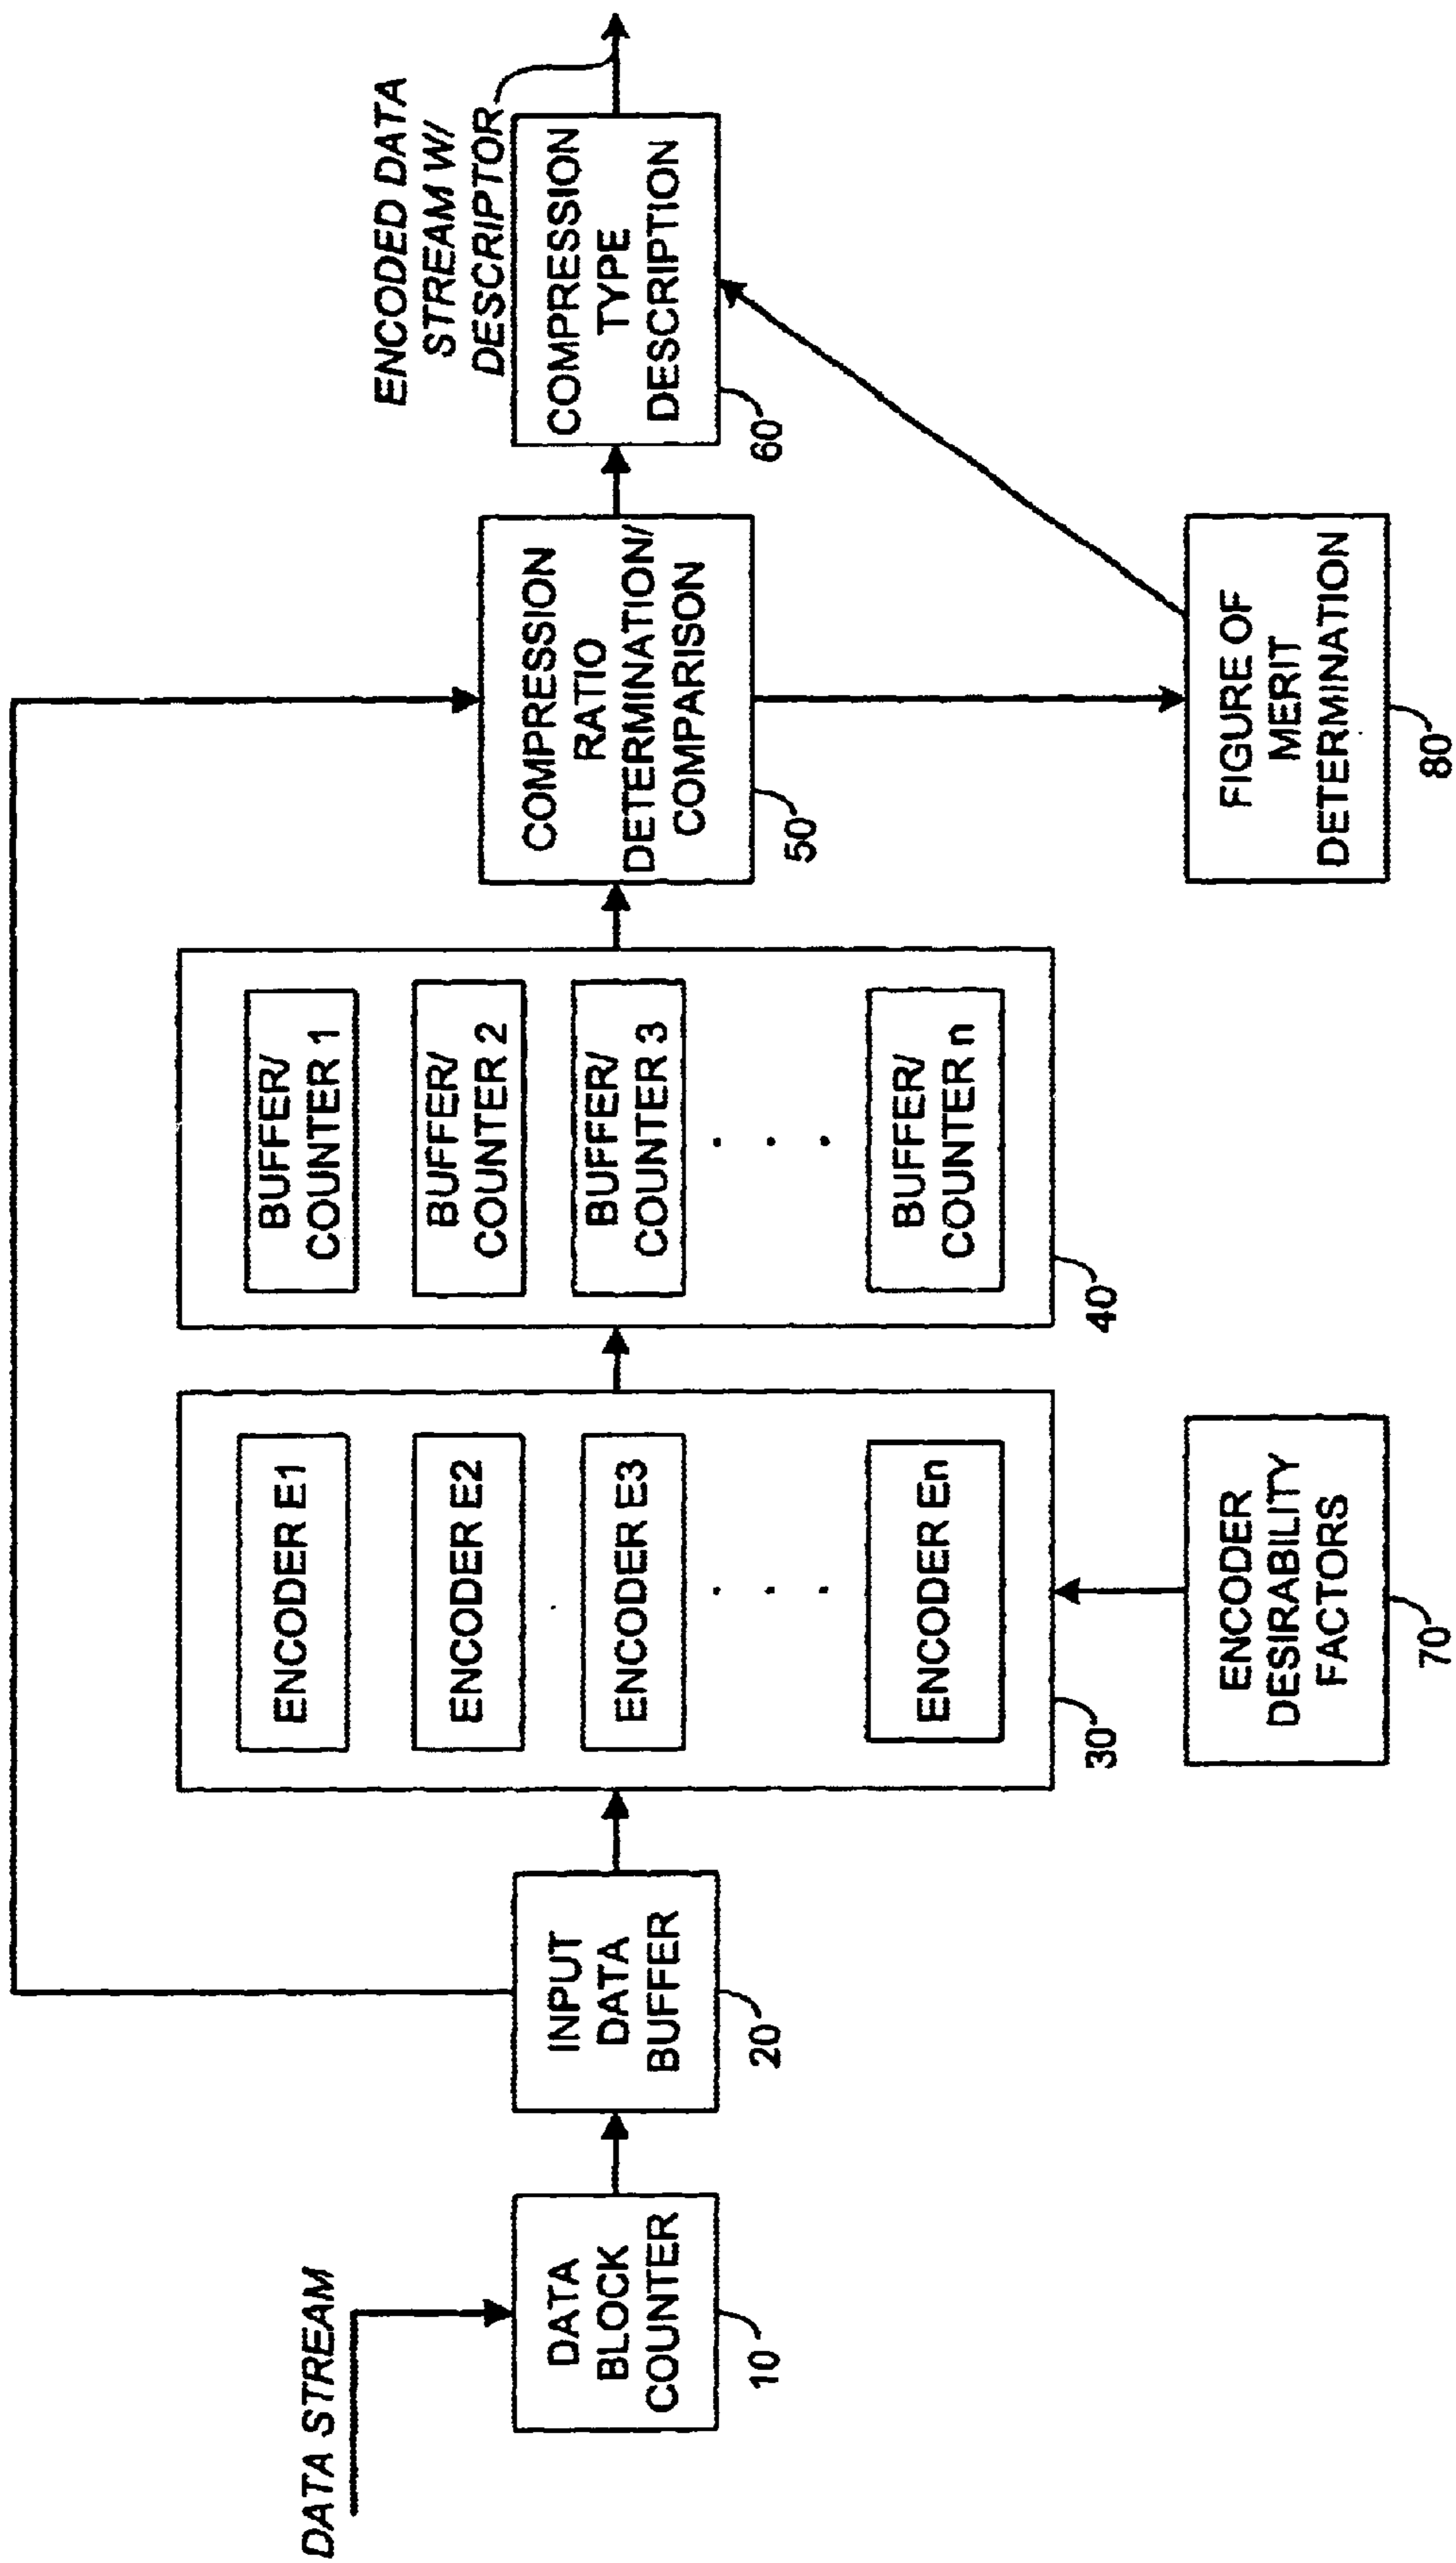 DATA STREAM
DATA
BLOCK
COUNTER
10
INPUT
DATA
BUFFER
20
ENCODER E1
ENCODER E2
ENCODER E3
. . .
ENCODER En
30
ENCODER
DESIRABILITY
FACTORS
70
BUFFER/
COUNTER 1
BUFFER/
COUNTER 2
BUFFER/
COUNTER 3
. . .
BUFFER/
COUNTER n
40
COMPRESSION
RATIO
DETERMINATION/
COMPARISON
50
FIGURE OF
MERIT
DETERMINATION
80
COMPRESSION
TYPE
DESCRIPTION
60
ENCODED DATA
STREAM W/
DESCRIPTOR